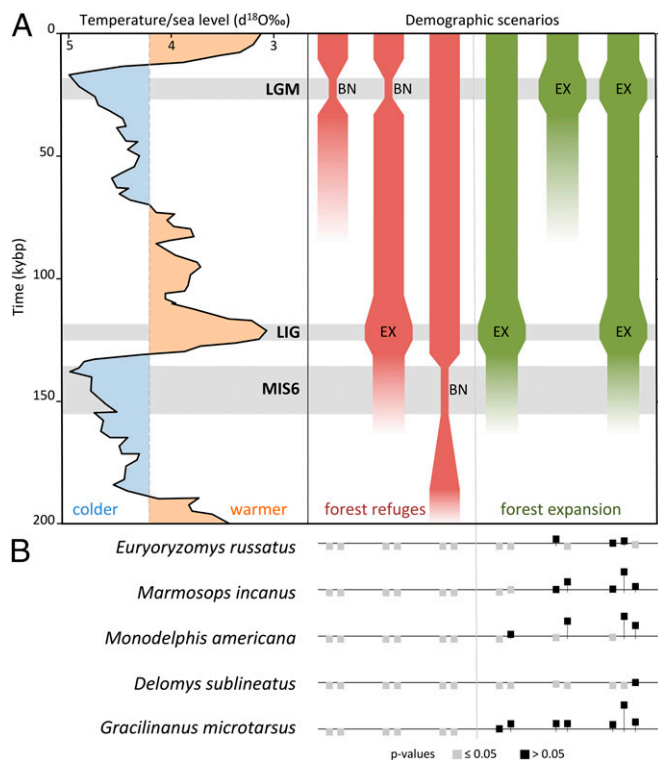 A
Temperature/sea level (d¹⁸O‰)
Demographic scenarios
5 4 3
0
50
100
150
200
Time (kybp)
LGM
LIG
MIS6
BN BN EX EX
EX EX EX
BN
colder warmer forest refuges forest expansion
B
Euryoryzomys russatus
Marmosops incanus
Monodelphis americana
Delomys sublineatus
Gracilinanus microtarsus
p-values ≤ 0.05 > 0.05